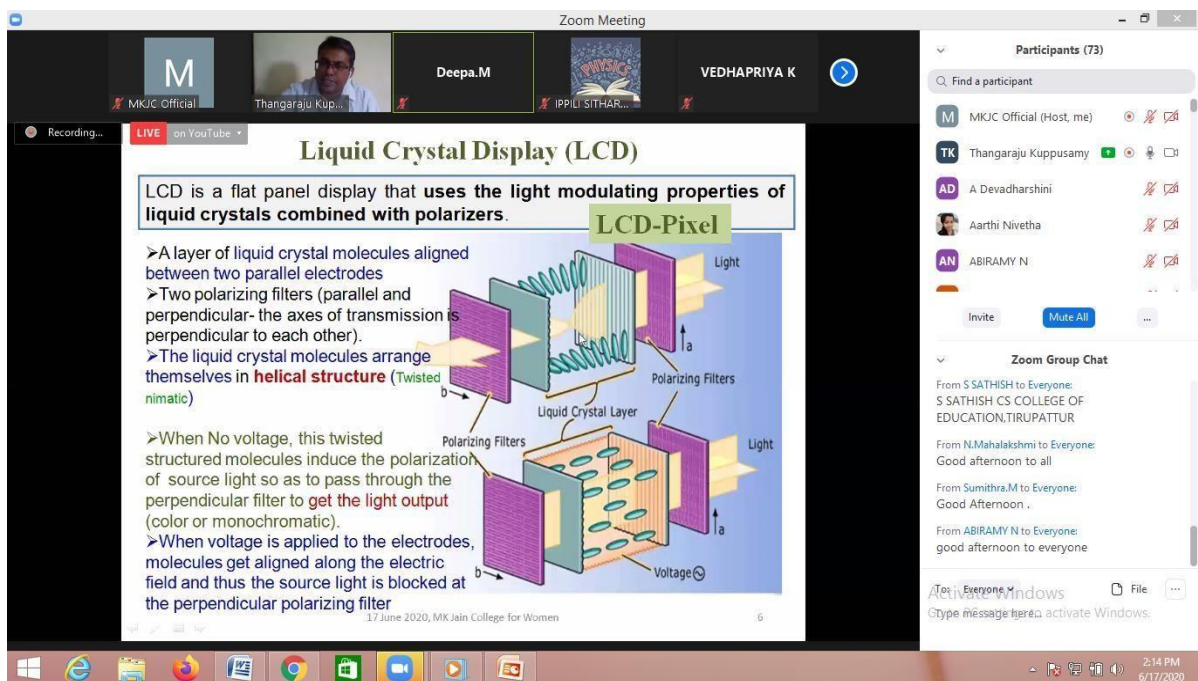 Zoom Meeting
M
MKJC Official
Thangaraju Kup...
Deepa.M
PHYSICS
IPPILI SITHAR...
VEDHAPRIYA K
Recording...
LIVE on YouTube
Liquid Crystal Display (LCD)
LCD is a flat panel display that uses the light modulating properties of
liquid crystals combined with polarizers.
LCD-Pixel
➢A layer of liquid crystal molecules aligned
between two parallel electrodes
➢Two polarizing filters (parallel and
perpendicular- the axes of transmission is
perpendicular to each other).
➢The liquid crystal molecules arrange
themselves in helical structure (Twisted
nimatic)
➢When No voltage, this twisted
structured molecules induce the polarization
of source light so as to pass through the
perpendicular filter to get the light output
(color or monochromatic).
➢When voltage is applied to the electrodes,
molecules get aligned along the electric
field and thus the source light is blocked at
the perpendicular polarizing filter
Light
a
Polarizing Filters
b
Liquid Crystal Layer
Polarizing Filters
Light
a
b
Voltage
17 June 2020, MK Jain College for Women
6
Participants (73)
Find a participant
M MKJC Official (Host, me)
TK Thangaraju Kuppusamy
AD A Devadharshini
Aarthi Nivetha
AN ABIRAMY N
Invite
Mute All
...
Zoom Group Chat
From S SATHISH to Everyone:
S SATHISH CS COLLEGE OF
EDUCATION,TIRUPATTUR
From N.Mahalakshmi to Everyone:
Good afternoon to all
From Sumithra.M to Everyone:
Good Afternoon .
From ABIRAMY N to Everyone:
good afternoon to everyone
To: Everyone
File
...
Activate Windows
Type message here...
Go to PC settings to activate Windows.
2:14 PM
6/17/2020